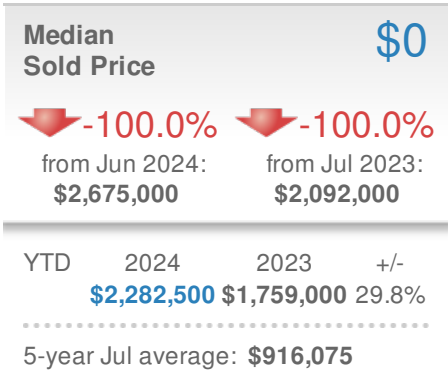 Median $0
Sold Price
-100.0% -100.0%
from Jun 2024: from Jul 2023:
$2,675,000 $2,092,000
YTD 2024 2023 +/-
$2,282,500 $1,759,000 29.8%
5-year Jul average: $916,075